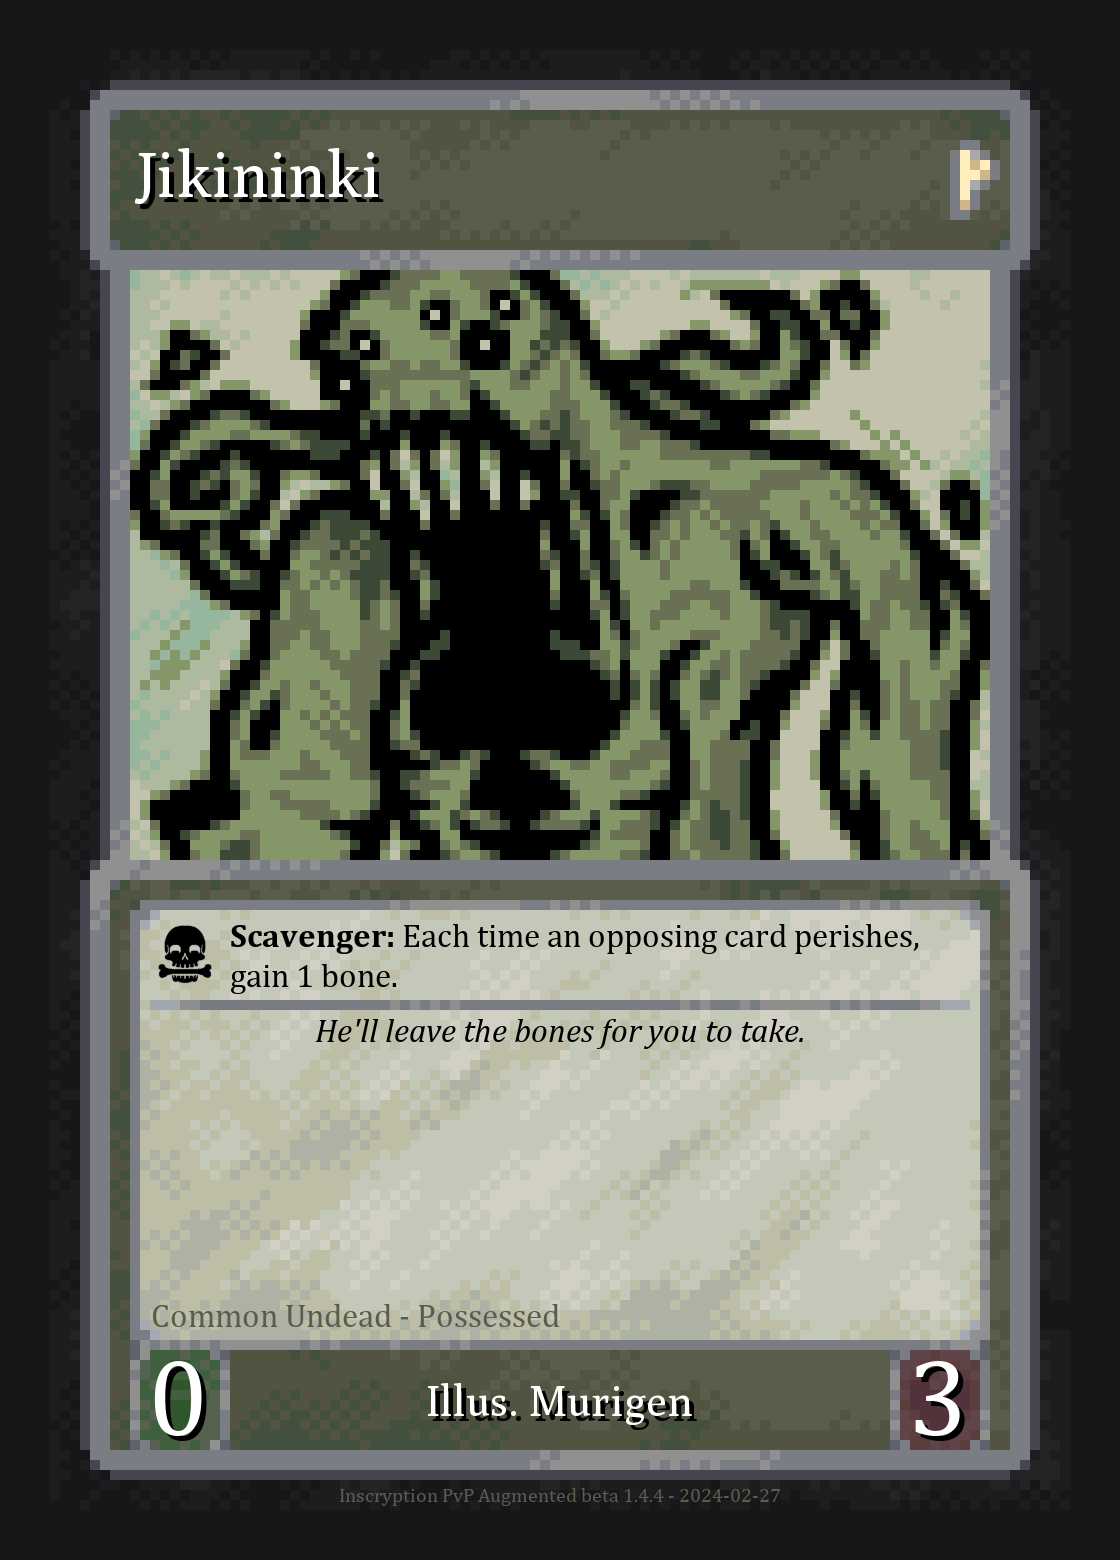 Jikininki
Scavenger: Each time an opposing card perishes,
gain 1 bone.
He'll leave the bones for you to take.
Common Undead - Possessed
0
Illus. Murigen
3
Inscryption PvP Augmented beta 1.4.4 - 2024-02-27